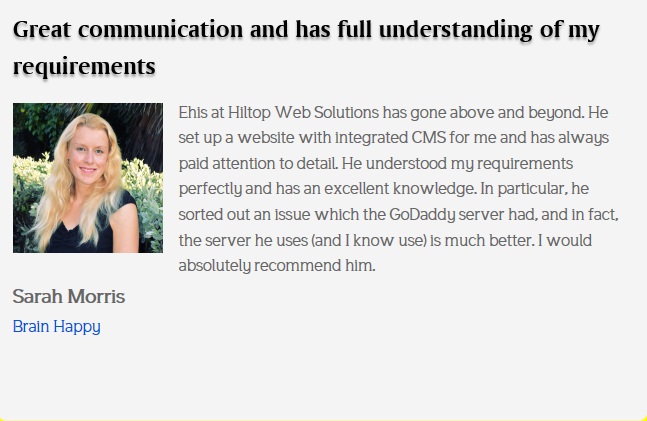 Great communication and has full understanding of my
requirements
Ehis at Hiltop Web Solutions has gone above and beyond. He
set up a website with integrated CMS for me and has always
paid attention to detail. He understood my requirements
perfectly and has an excellent knowledge. In particular, he
sorted out an issue which the GoDaddy server had, and in fact,
the server he uses (and I know use) is much better. I would
absolutely recommend him.
Sarah Morris
Brain Happy